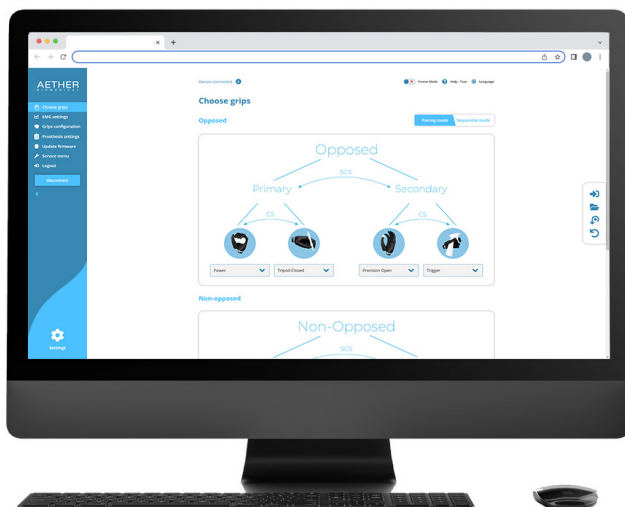 AETHER
BIOMEDICAL
Choose grips
EMG settings
Grips configuration
Prosthesis settings
Update firmware
Service menu
Logout
Disconnect
Settings
Device connected
Freeze Mode
Help - Tour
Language
Choose grips
Opposed
Pairing mode
Sequential mode
Opposed
SCS
Primary
Secondary
CS
CS
Power
Tripod Closed
Precision Open
Trigger
Non-opposed
Non-Opposed
SCS